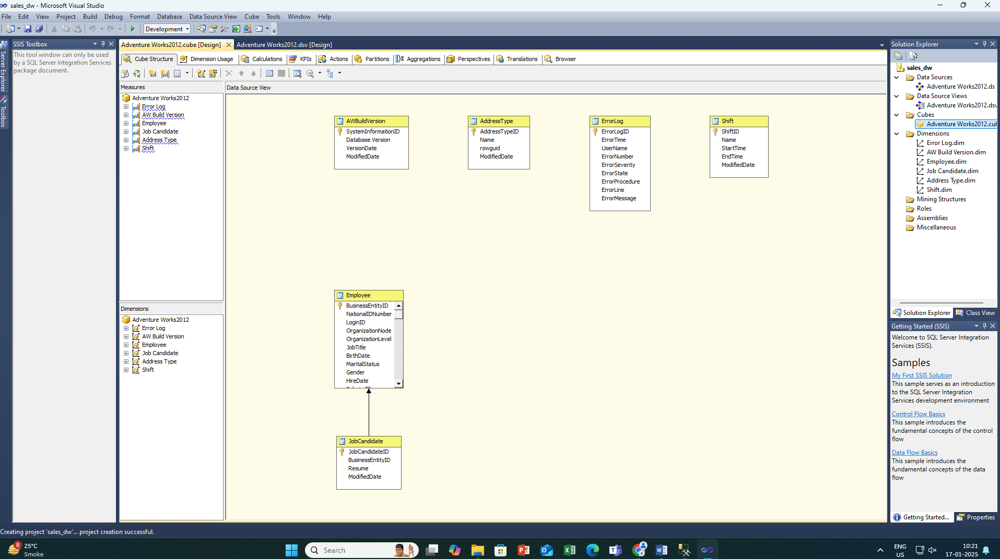 sales_dw - Microsoft Visual Studio
File Edit View Project Build Debug Format Database Data Source View Cube Tools Window Help
Development
SSIS Toolbox
This tool window can only be used
by a SQL Server Integration Services
package document.
Server Explorer
Toolbox
Adventure Works2012.cube [Design]
Adventure Works2012.dsv [Design]
Cube Structure Dimension Usage Calculations KPIs Actions Partitions Aggregations Perspectives Translations Browser
Measures
Adventure Works2012
Error Log
AW Build Version
Employee
Job Candidate
Address Type
Shift
Dimensions
Adventure Works2012
Error Log
AW Build Version
Employee
Job Candidate
Address Type
Shift
Data Source View
AWBuildVersion
SystemInformationID
Database Version
VersionDate
ModifiedDate
AddressType
AddressTypeID
Name
rowguid
ModifiedDate
ErrorLog
ErrorLogID
ErrorTime
UserName
ErrorNumber
ErrorSeverity
ErrorState
ErrorProcedure
ErrorLine
ErrorMessage
Shift
ShiftID
Name
StartTime
EndTime
ModifiedDate
Employee
BusinessEntityID
NationalIDNumber
LoginID
OrganizationNode
OrganizationLevel
JobTitle
BirthDate
MaritalStatus
Gender
HireDate
JobCandidate
JobCandidateID
BusinessEntityID
Resume
ModifiedDate
Solution Explorer
sales_dw
Data Sources
Adventure Works2012.ds
Data Source Views
Adventure Works2012.dsv
Cubes
Adventure Works2012.cub
Dimensions
Error Log.dim
AW Build Version.dim
Employee.dim
Job Candidate.dim
Address Type.dim
Shift.dim
Mining Structures
Roles
Assemblies
Miscellaneous
Solution Explorer Class View
Getting Started (SSIS)
Welcome to SQL Server Integration
Services (SSIS).
Samples
My First SSIS Solution
This sample serves as an introduction
to the SQL Server Integration
Services development environment
Control Flow Basics
This sample introduces the
fundamental concepts of the control
flow
Data Flow Basics
This sample introduces the
fundamental concepts of the data
flow
Getting Started... Properties
Creating project 'sales_dw'... project creation successful.
8
25°C
Smoke
Search
ENG
US
10:21
17-01-2025